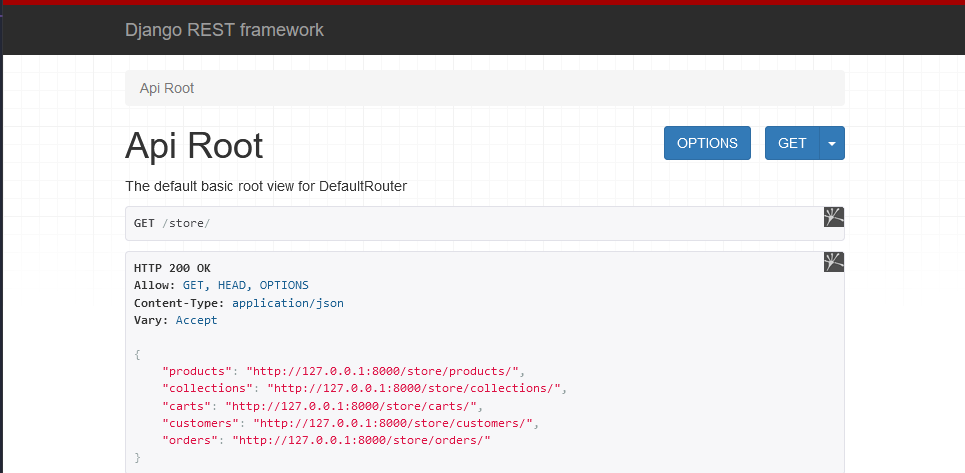 Django REST framework
Api Root
Api Root
OPTIONS
GET
The default basic root view for DefaultRouter
GET /store/
HTTP 200 OK
Allow: GET, HEAD, OPTIONS
Content-Type: application/json
Vary: Accept
{
    "products": "http://127.0.0.1:8000/store/products/",
    "collections": "http://127.0.0.1:8000/store/collections/",
    "carts": "http://127.0.0.1:8000/store/carts/",
    "customers": "http://127.0.0.1:8000/store/customers/",
    "orders": "http://127.0.0.1:8000/store/orders/"
}